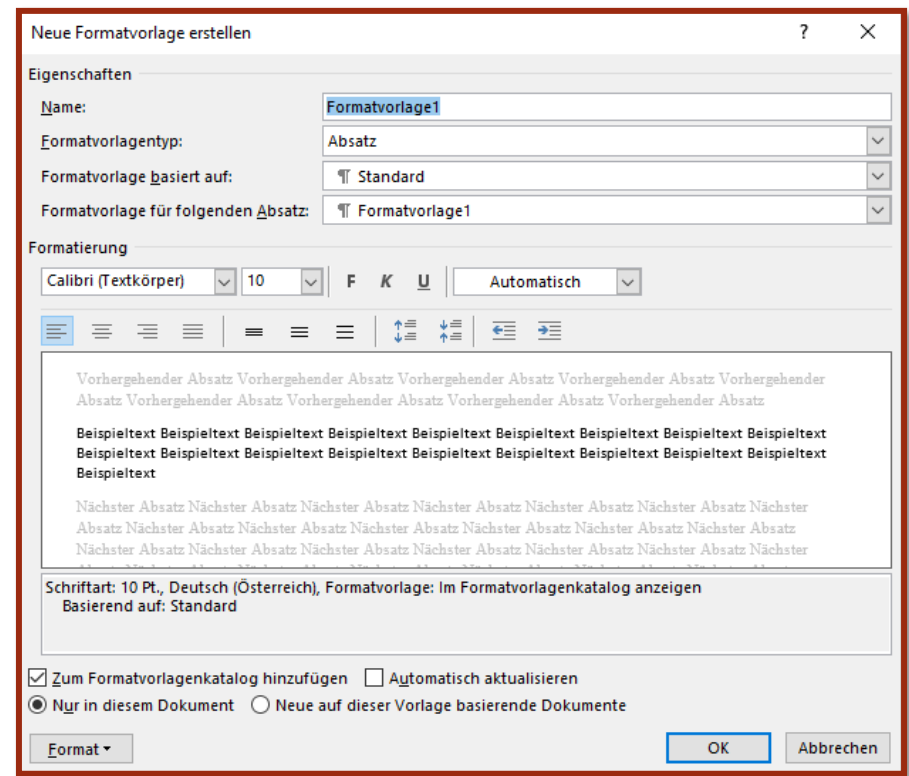 Neue Formatvorlage erstellen
?
Eigenschaften
Name: Formatvorlage1
Formatvorlagentyp: Absatz
Formatvorlage basiert auf: ¶ Standard
Formatvorlage für folgenden Absatz: ¶ Formatvorlage1
Formatierung
Calibri (Textkörper) 10 F K U Automatisch
Vorhergehender Absatz Vorhergehender Absatz Vorhergehender Absatz Vorhergehender Absatz Vorhergehender
Absatz Vorhergehender Absatz Vorhergehender Absatz Vorhergehender Absatz Vorhergehender Absatz
Beispieltext Beispieltext Beispieltext Beispieltext Beispieltext Beispieltext Beispieltext Beispieltext Beispieltext
Beispieltext Beispieltext Beispieltext Beispieltext Beispieltext Beispieltext Beispieltext Beispieltext Beispieltext
Beispieltext
Nächster Absatz Nächster Absatz Nächster Absatz Nächster Absatz Nächster Absatz Nächster Absatz Nächster
Absatz Nächster Absatz Nächster Absatz Nächster Absatz Nächster Absatz Nächster Absatz Nächster Absatz
Nächster Absatz Nächster Absatz Nächster Absatz Nächster Absatz Nächster Absatz Nächster Absatz Nächster
Schriftart: 10 Pt., Deutsch (Österreich), Formatvorlage: Im Formatvorlagenkatalog anzeigen
Basierend auf: Standard
Zum Formatvorlagenkatalog hinzufügen Automatisch aktualisieren
Nur in diesem Dokument Neue auf dieser Vorlage basierende Dokumente
Format OK Abbrechen